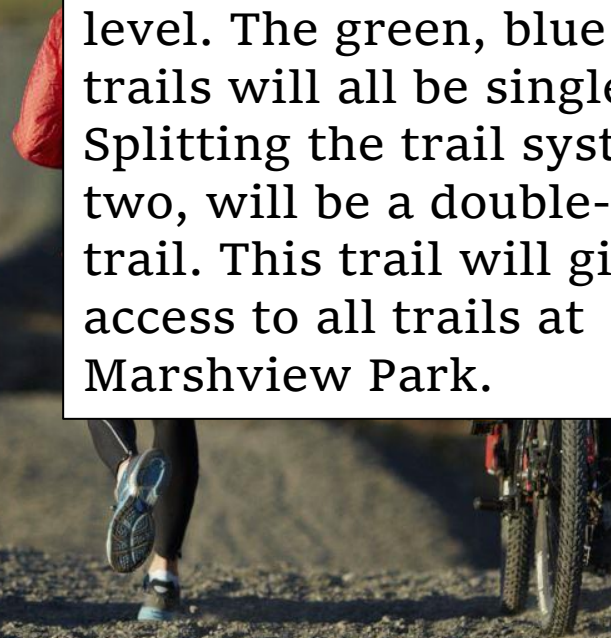 level. The green, blue
trails will all be single
Splitting the trail syst
two, will be a double-
trail. This trail will gi
access to all trails at
Marshview Park.